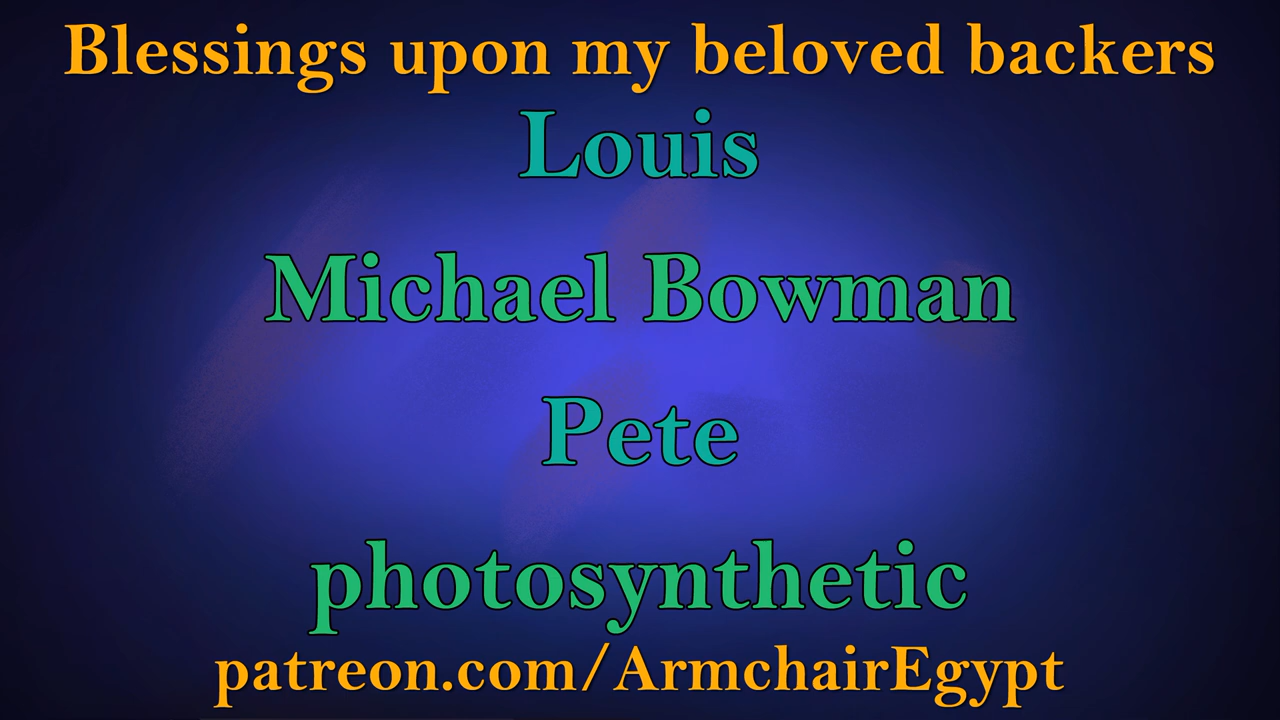 Blessings upon my beloved backers
Louis
Michael Bowman
Pete
photosynthetic
patreon.com/ArmchairEgypt